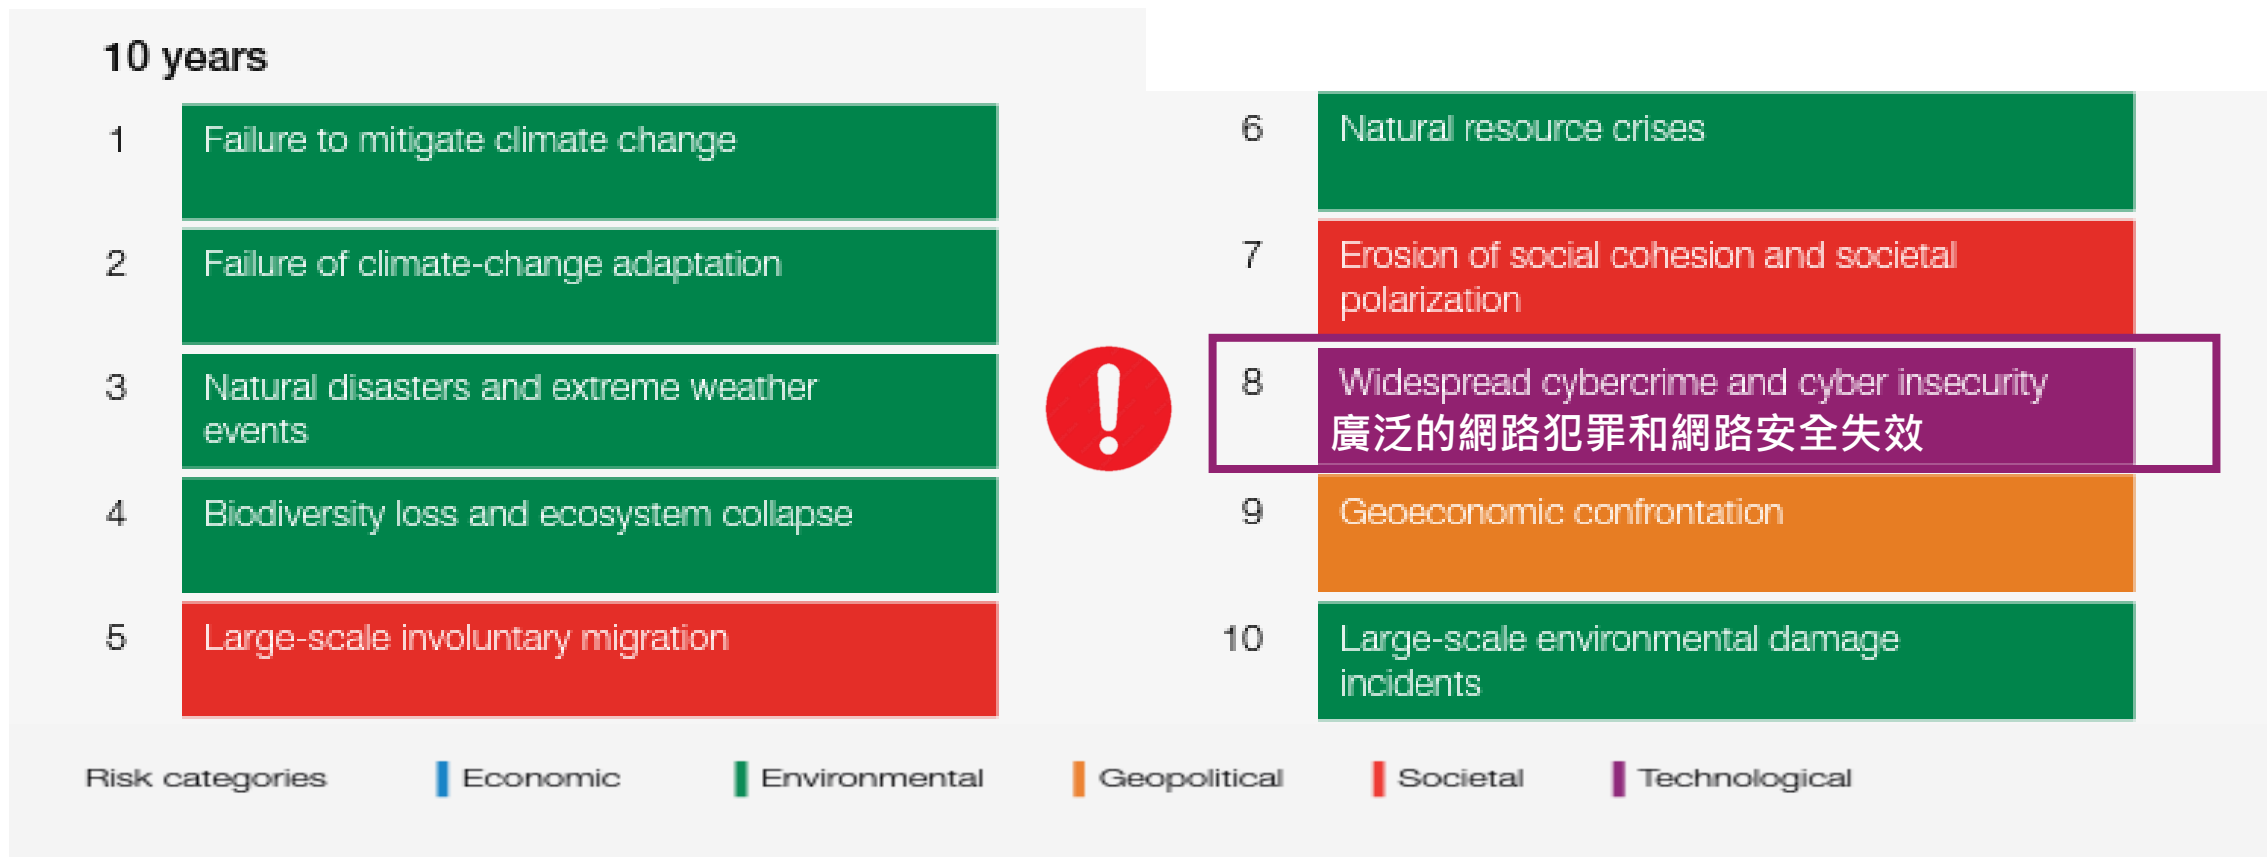 10 years
1 Failure to mitigate climate change
2 Failure of climate-change adaptation
3 Natural disasters and extreme weather
events
4 Biodiversity loss and ecosystem collapse
5 Large-scale involuntary migration
6 Natural resource crises
7 Erosion of social cohesion and societal
polarization
8 Widespread cybercrime and cyber insecurity
廣泛的網路犯罪和網路安全失效
9 Geoeconomic confrontation
10 Large-scale environmental damage
incidents
Risk categories Economic Environmental Geopolitical Societal Technological